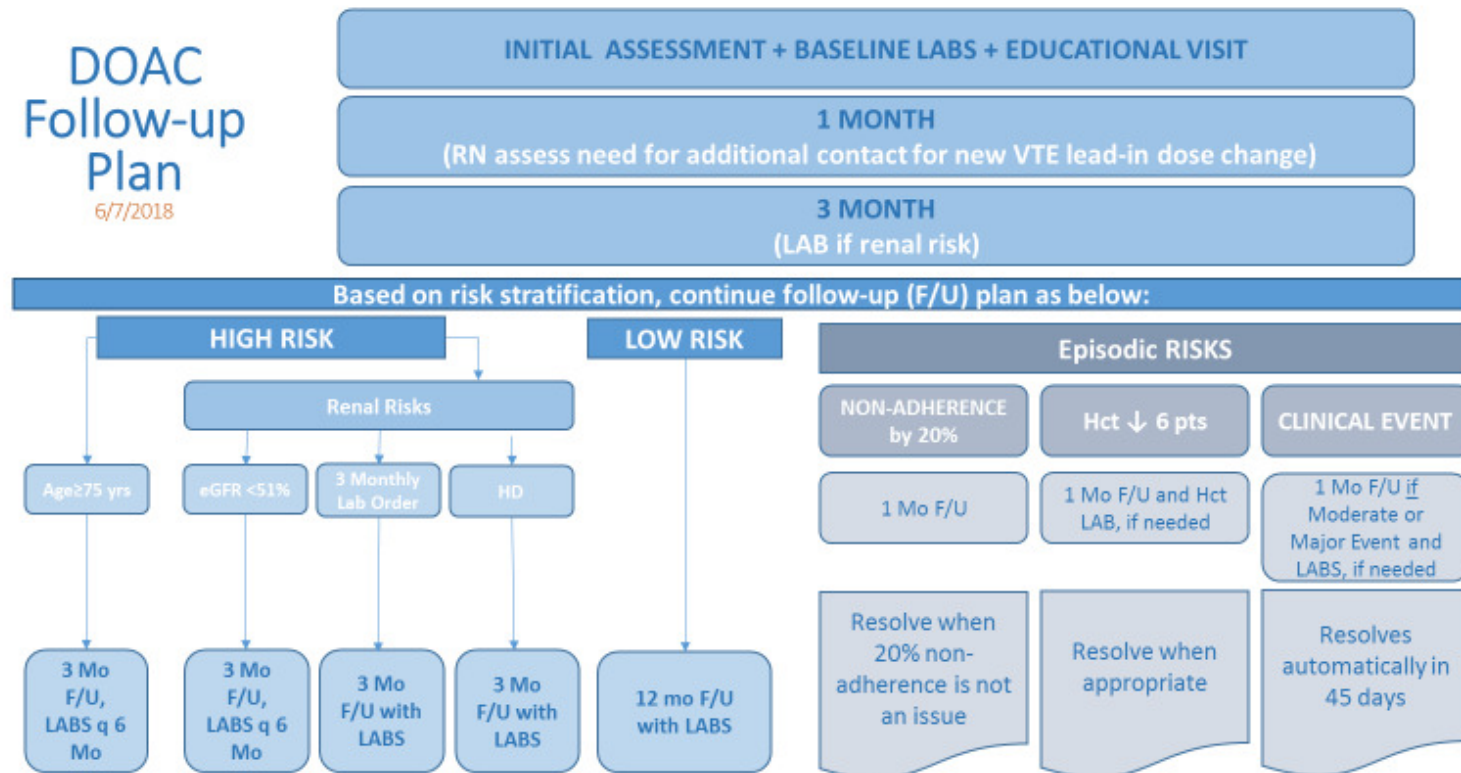 DOAC
Follow-up
Plan
6/7/2018
INITIAL ASSESSMENT + BASELINE LABS + EDUCATIONAL VISIT
1 MONTH
(RN assess need for additional contact for new VTE lead-in dose change)
3 MONTH
(LAB if renal risk)
Based on risk stratification, continue follow-up (F/U) plan as below:
HIGH RISK
Renal Risks
Age≥75 yrs
eGFR <51%
3 Monthly
Lab Order
HD
3 Mo
F/U,
LABS q 6
Mo
3 Mo
F/U,
LABS q 6
Mo
3 Mo
F/U with
LABS
3 Mo
F/U with
LABS
LOW RISK
12 mo F/U
with LABS
Episodic RISKS
NON-ADHERENCE
by 20%
1 Mo F/U
Resolve when
20% non-
adherence is not
an issue
Hct ↓ 6 pts
1 Mo F/U and Hct
LAB, if needed
Resolve when
appropriate
CLINICAL EVENT
1 Mo F/U if
Moderate or
Major Event and
LABS, if needed
Resolves
automatically in
45 days